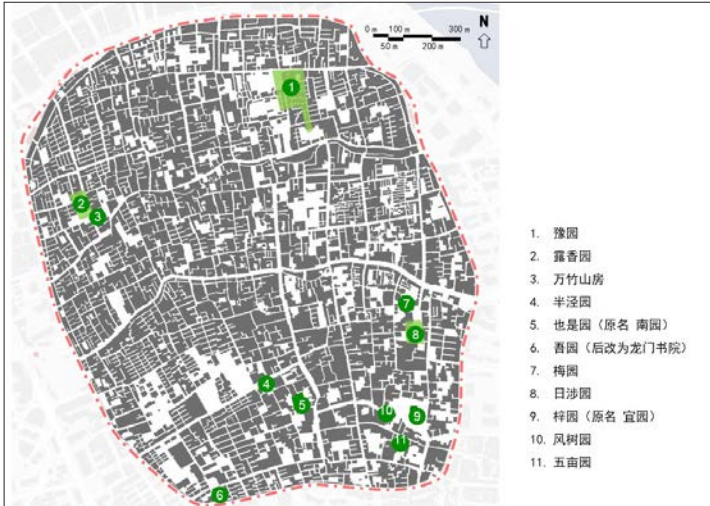 0 m 100 m 300 m
50 m 200 m
N
1
2
3
7
8
4
5
10
9
11
6
1. 豫园
2. 露香园
3. 万竹山房
4. 半泾园
5. 也是园（原名 南园）
6. 吾园（后改为龙门书院）
7. 梅园
8. 日涉园
9. 梓园（原名 宜园）
10. 风树园
11. 五亩园